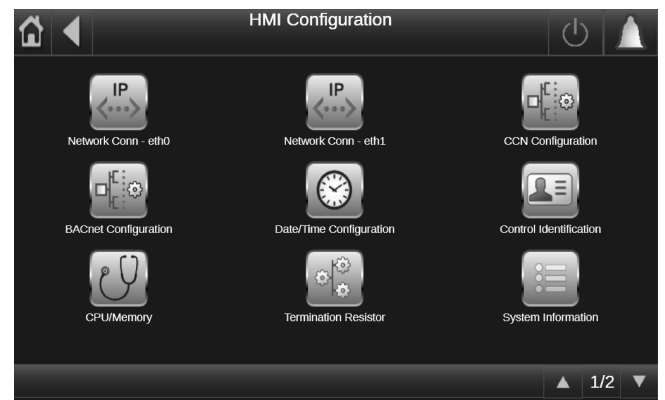 HMI Configuration
IP
IP
Network Conn - eth0
Network Conn - eth1
CCN Configuration
BACnet Configuration
Date/Time Configuration
Control Identification
CPU/Memory
Termination Resistor
System Information
1/2